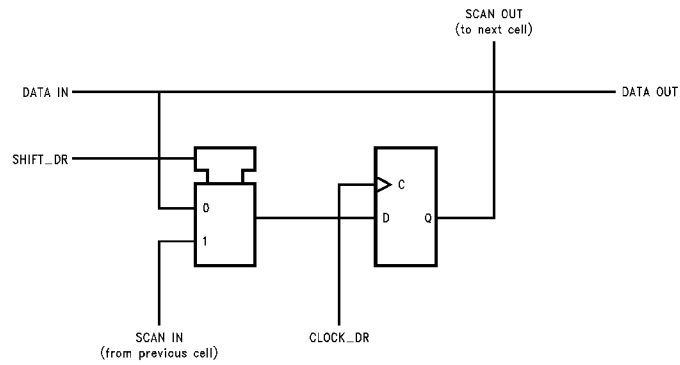 SCAN OUT
(to next cell)
DATA IN
DATA OUT
SHIFT_DR
0
C
D
Q
1
SCAN IN
(from previous cell)
CLOCK_DR